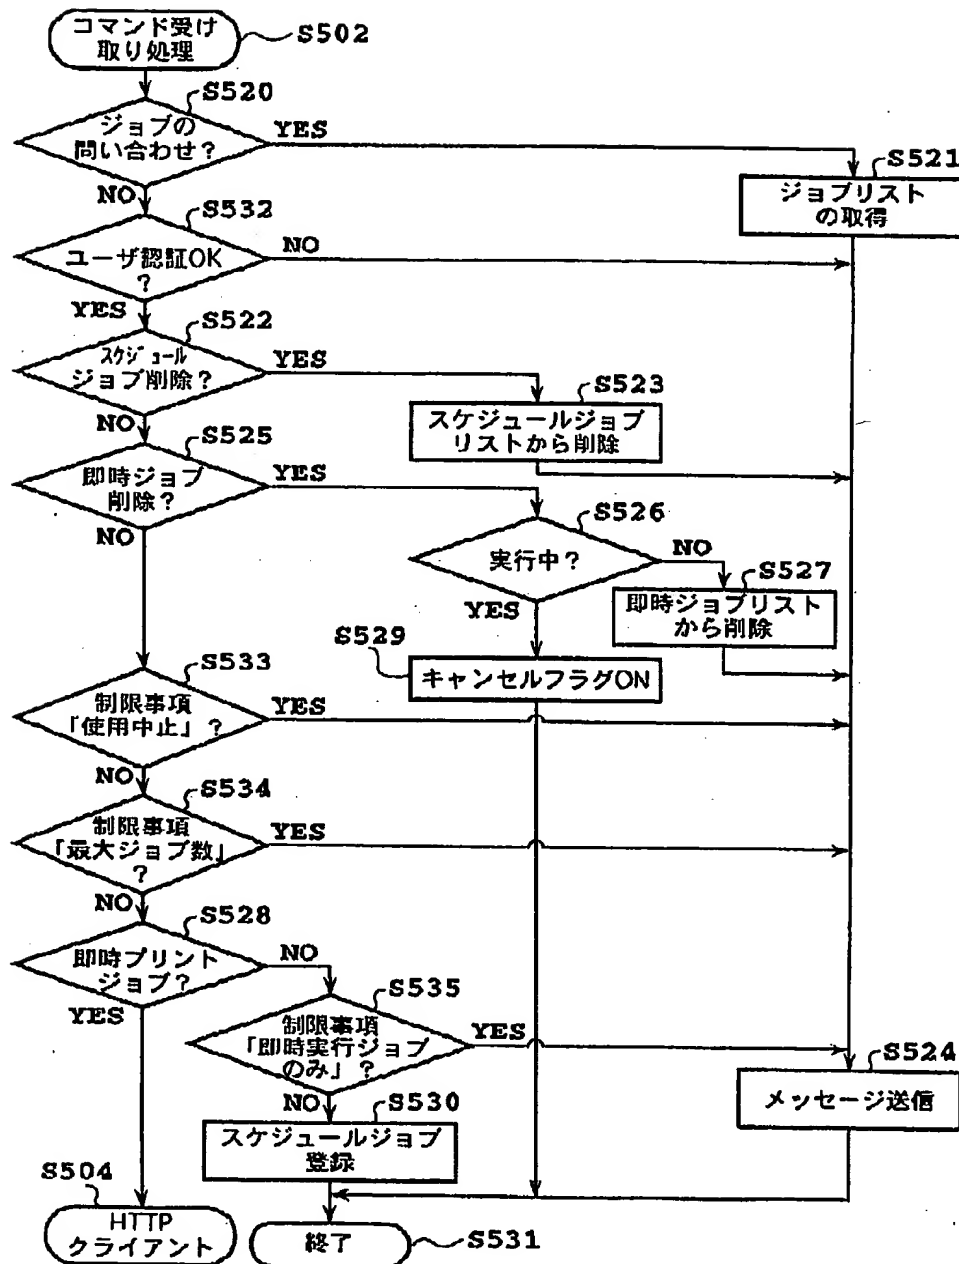 コマンド受け
取り処理
S502
S520
ジョブの
問い合わせ？
YES
S521
ジョブリスト
の取得
NO
S532
ユーザ認証OK
？
NO
YES
S522
スケジュール
ジョブ削除？
YES
S523
スケジュールジョブ
リストから削除
NO
S525
即時ジョブ
削除？
YES
S526
実行中？
NO
S527
即時ジョブリスト
から削除
NO
YES
S529
キャンセルフラグON
S533
制限事項
「使用中止」？
YES
NO
S534
制限事項
「最大ジョブ数」
？
YES
NO
S528
即時プリント
ジョブ？
NO
YES
S535
制限事項
「即時実行ジョブ
のみ」？
YES
S524
メッセージ送信
NO
S530
スケジュールジョブ
登録
S504
HTTP
クライアント
終了
S531